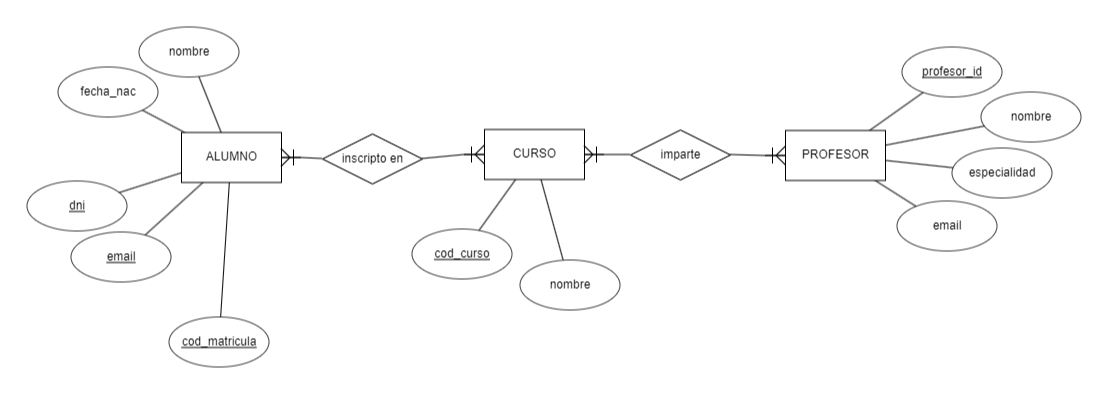 nombre
fecha_nac
ALUMNO
dni
email
cod_matricula
inscripto en
CURSO
cod_curso
nombre
imparte
PROFESOR
profesor_id
nombre
especialidad
email